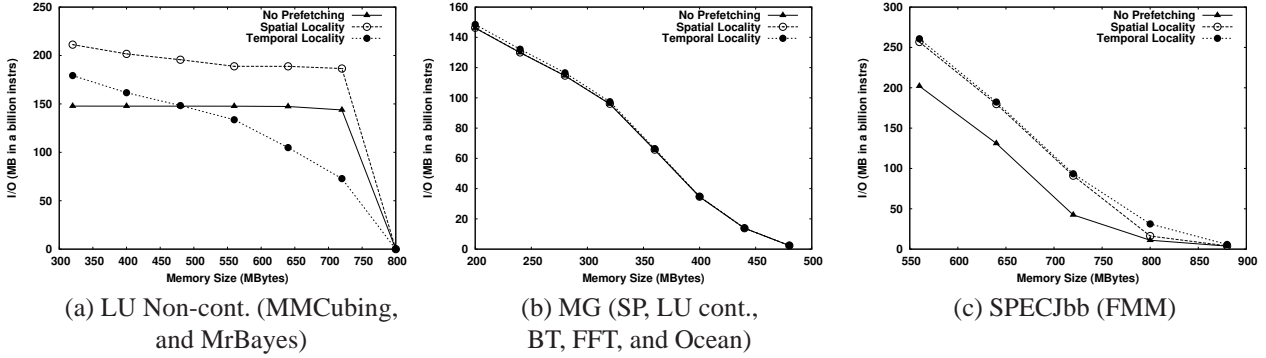 No Prefetching
Spatial Locality
Temporal Locality
I/O (MB in a billion instrs)
250
200
150
100
50
0
300 350 400 450 500 550 600 650 700 750 800
Memory Size (MBytes)
(a) LU Non-cont. (MMCubing,
and MrBayes)
No Prefetching
Spatial Locality
Temporal Locality
I/O (MB in a billion instrs)
160
140
120
100
80
60
40
20
0
200 250 300 350 400 450 500
Memory Size (MBytes)
(b) MG (SP, LU cont.,
BT, FFT, and Ocean)
No Prefetching
Spatial Locality
Temporal Locality
I/O (MB in a billion instrs)
300
250
200
150
100
50
0
550 600 650 700 750 800 850 900
Memory Size (MBytes)
(c) SPECJbb (FMM)